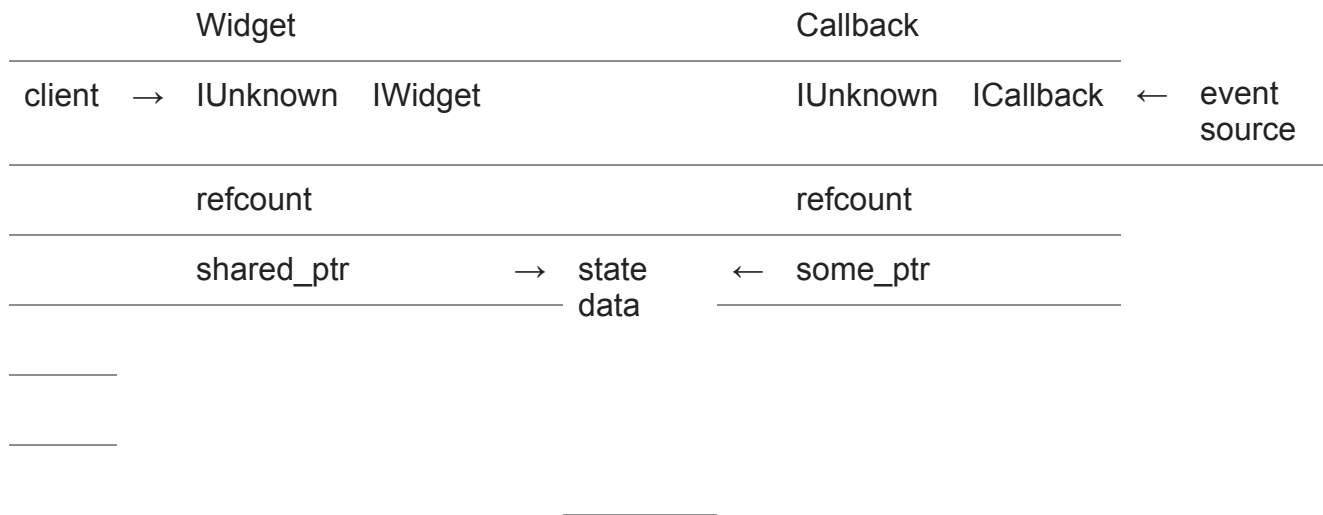 Widget Callback
client → IUnknown IWidget IUnknown ICallback ← event
source
refcount refcount
shared_ptr → state ← some_ptr
data